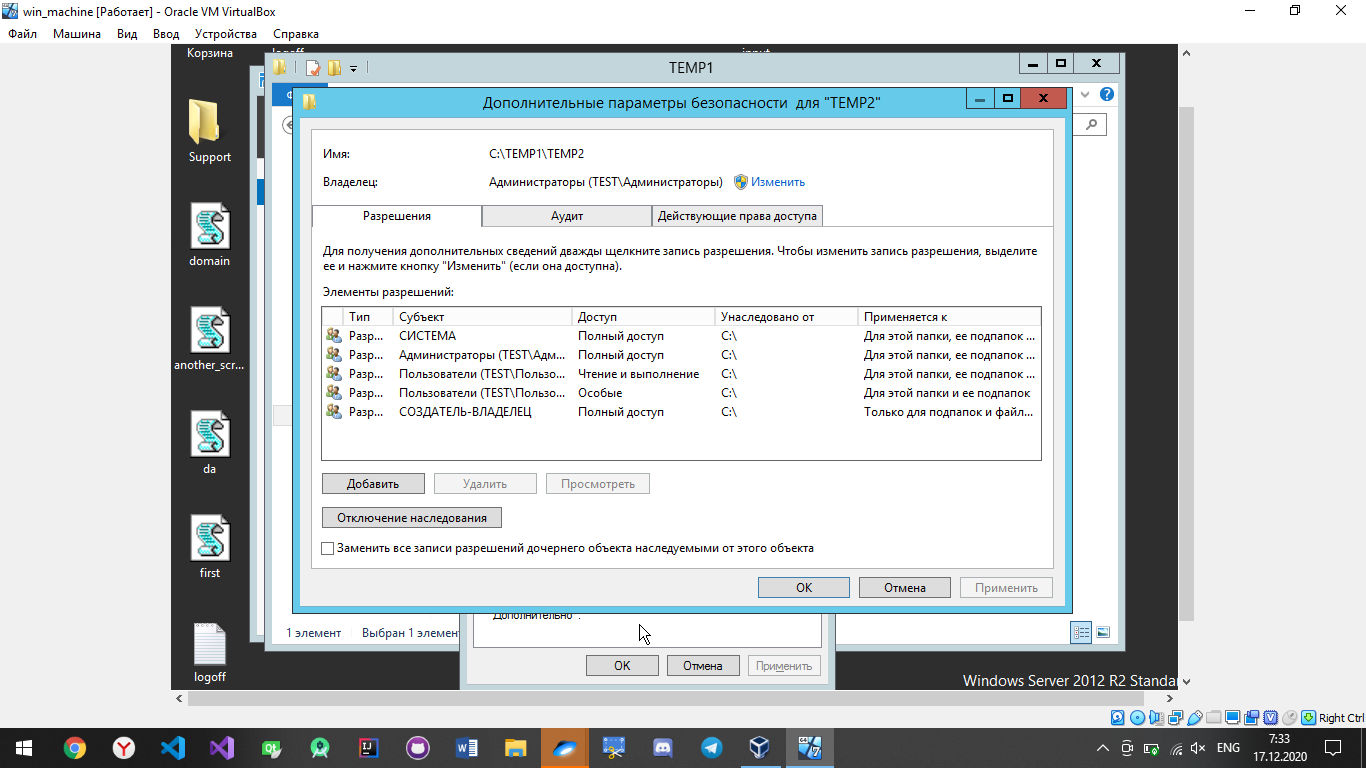 win_machine [Работает] - Oracle VM VirtualBox
Файл Машина Вид Ввод Устройства Справка
Корзина
TEMP1
Дополнительные параметры безопасности для "TEMP2"
Support
domain
another_scr...
da
first
logoff
Имя: C:\TEMP1\TEMP2
Владелец: Администраторы (TEST\Администраторы) Изменить
Разрешения Аудит Действующие права доступа
Для получения дополнительных сведений дважды щелкните запись разрешения. Чтобы изменить запись разрешения, выделите
ее и нажмите кнопку "Изменить" (если она доступна).
Элементы разрешений:
Тип Субъект Доступ Унаследовано от Применяется к
Разр... СИСТЕМА Полный доступ C:\ Для этой папки, ее подпапок ...
Разр... Администраторы (TEST\Адм... Полный доступ C:\ Для этой папки, ее подпапок ...
Разр... Пользователи (TEST\Пользо... Чтение и выполнение C:\ Для этой папки, ее подпапок ...
Разр... Пользователи (TEST\Пользо... Особые C:\ Для этой папки и ее подпапок
Разр... СОЗДАТЕЛЬ-ВЛАДЕЛЕЦ Полный доступ C:\ Только для подпапок и файл...
Добавить Удалить Просмотреть
Отключение наследования
Заменить все записи разрешений дочернего объекта наследуемыми от этого объекта
ОК Отмена Применить
"Дополнительно".
1 элемент Выбран 1 элемент
ОК Отмена Применить
Windows Server 2012 R2 Standa
Right Ctrl
ENG
7:33
17.12.2020